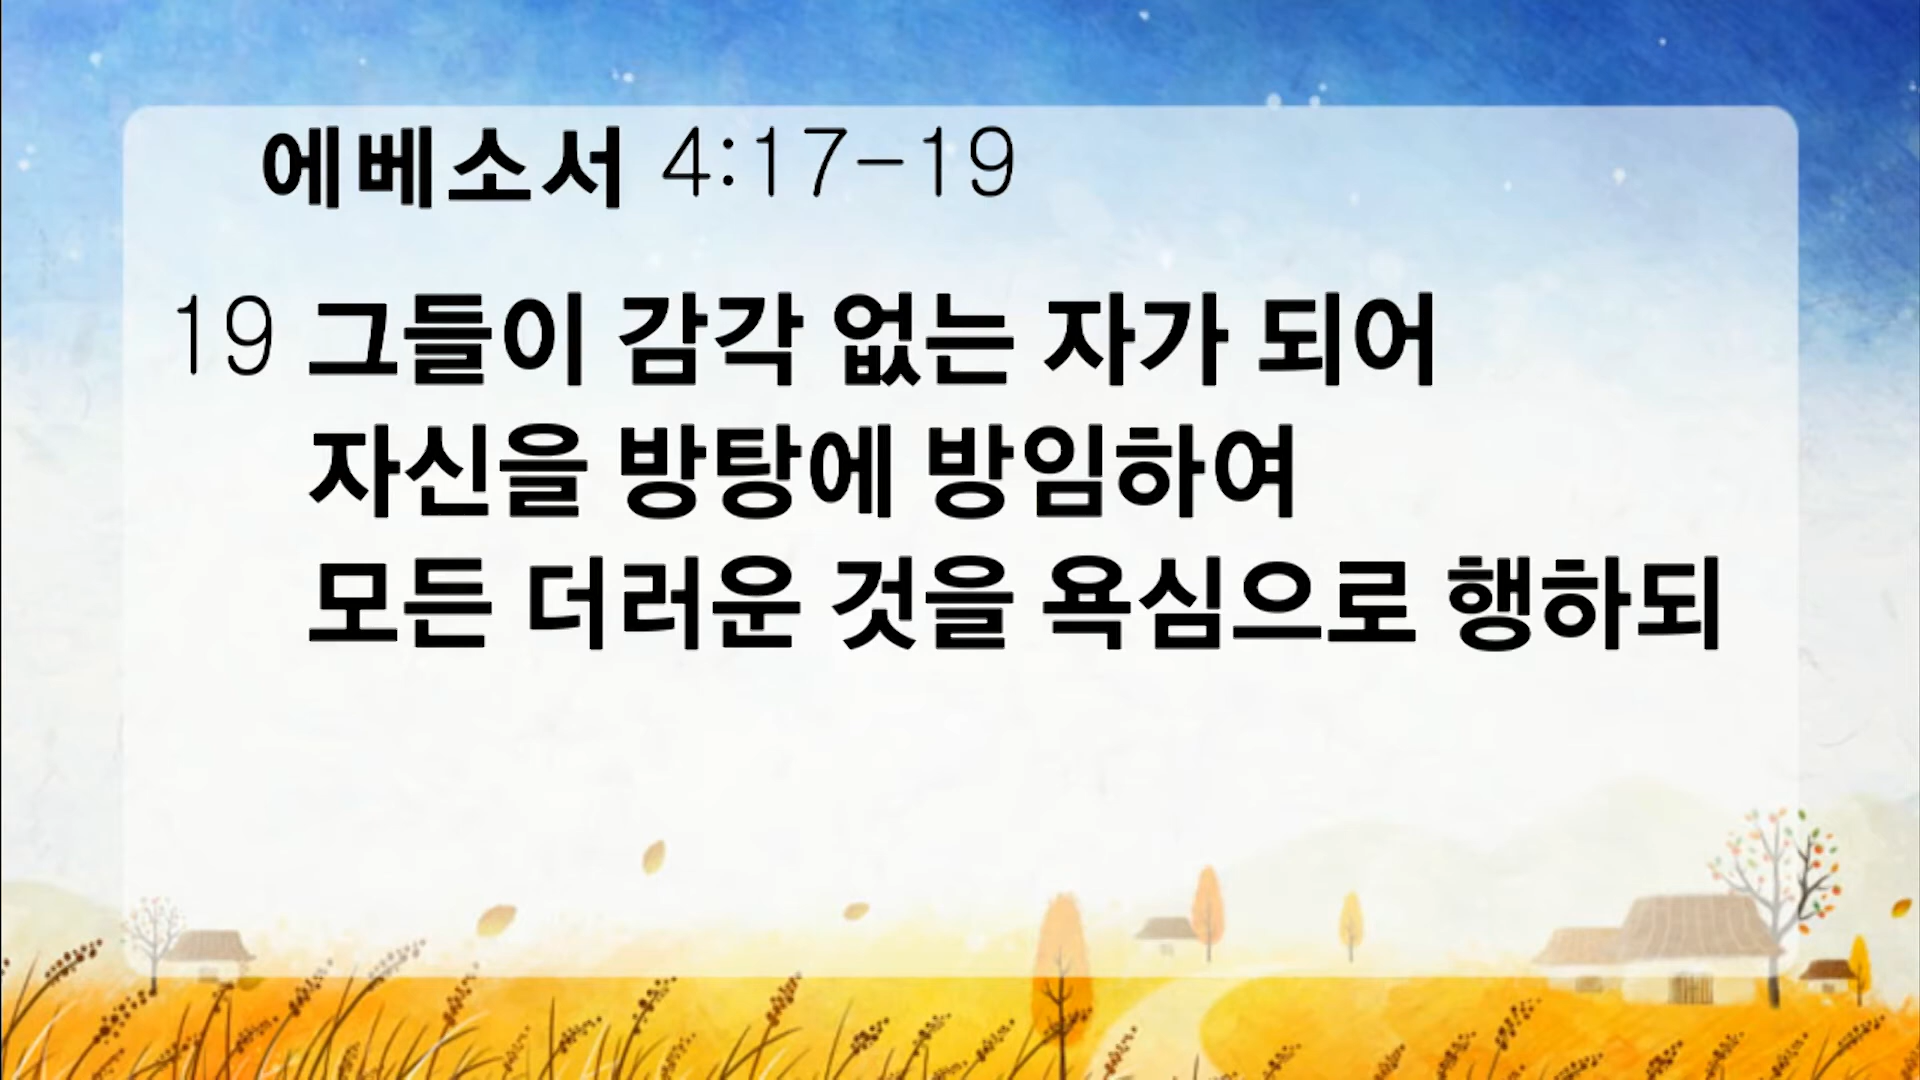 에베소서 4:17-19
19 그들이 감각 없는 자가 되어
자신을 방탕에 방임하여
모든 더러운 것을 욕심으로 행하되